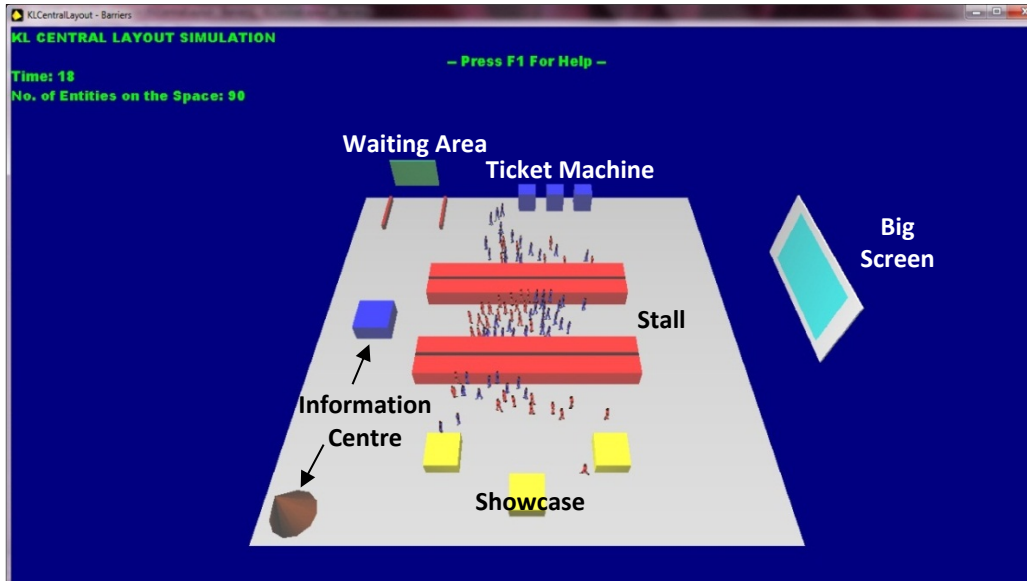 KLCentralLayout - Barriers
KL CENTRAL LAYOUT SIMULATION
-- Press F1 For Help --
Time: 18
No. of Entities on the Space: 90
Waiting Area
Ticket Machine
Big
Screen
Stall
Information
Centre
Showcase